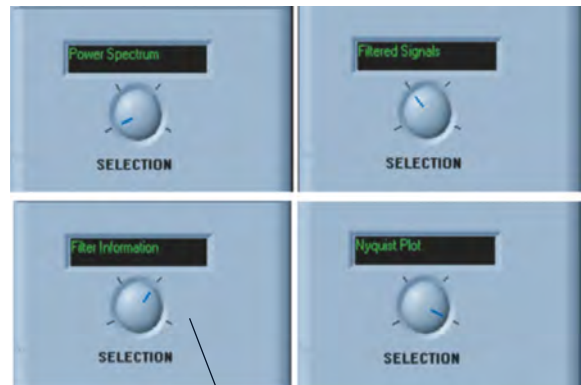 Power Spectrum
SELECTION
Filtered Signals
SELECTION
Filter Information
SELECTION
Nyquist Plot
SELECTION